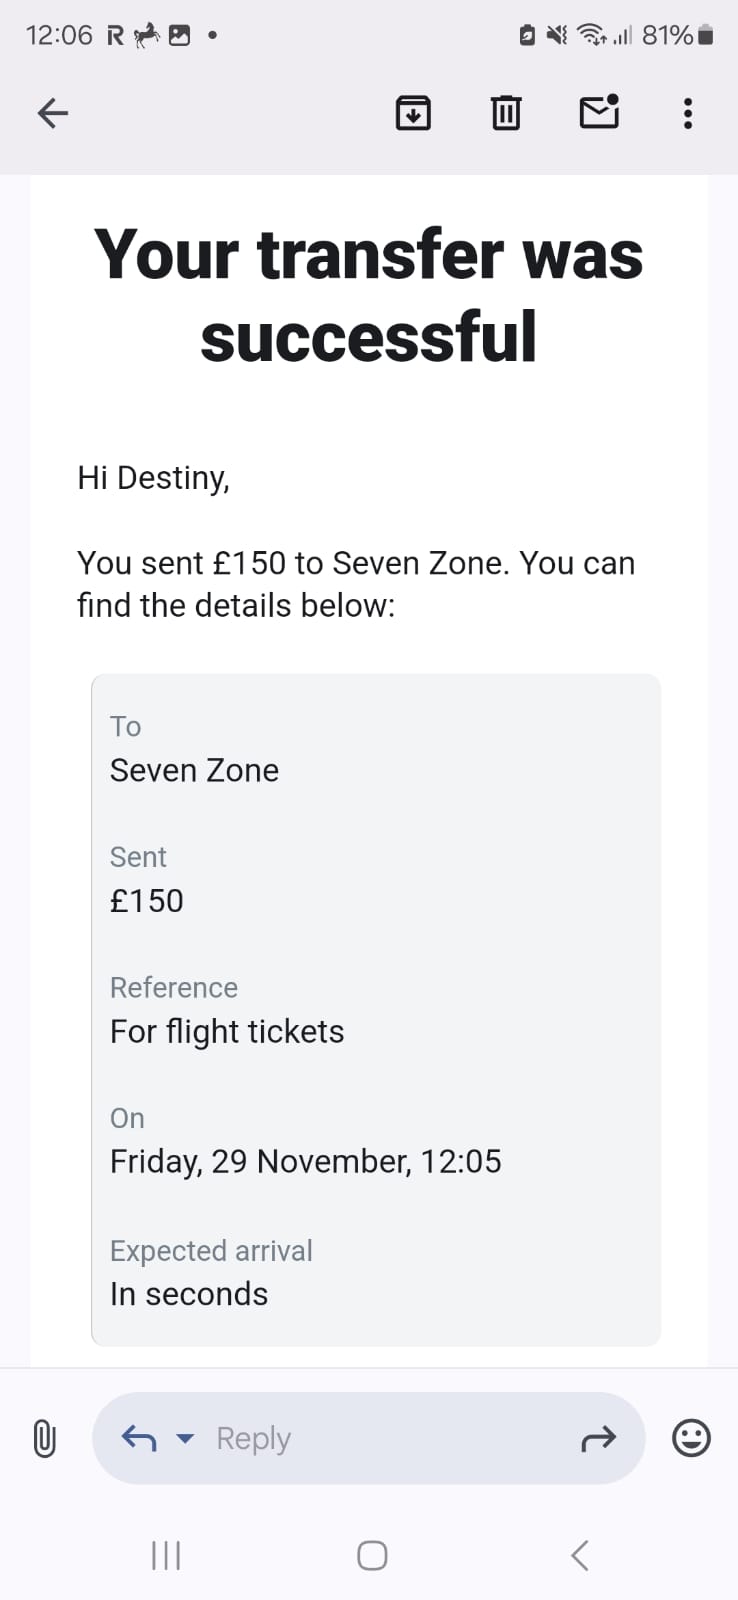 12:06 R 81%
Your transfer was
successful
Hi Destiny,
You sent £150 to Seven Zone. You can
find the details below:
To
Seven Zone
Sent
£150
Reference
For flight tickets
On
Friday, 29 November, 12:05
Expected arrival
In seconds
Reply